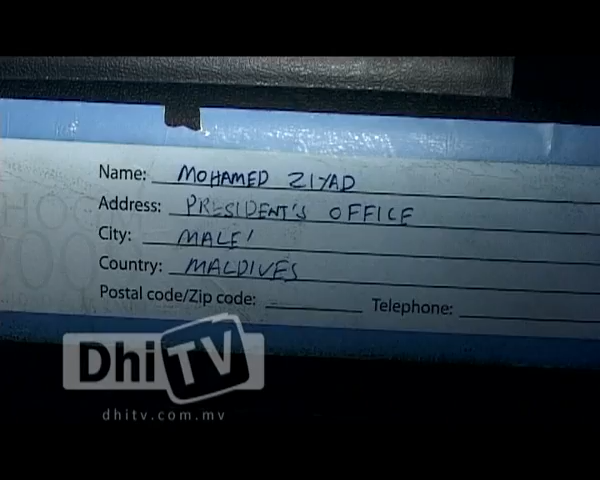 Name: MOHAMED ZIYAD
Address: PRESIDENT'S OFFICE
City: MALE'
Country: MALDIVES
Postal code/Zip code: Telephone:
DhiTV
dhitv.com.mv